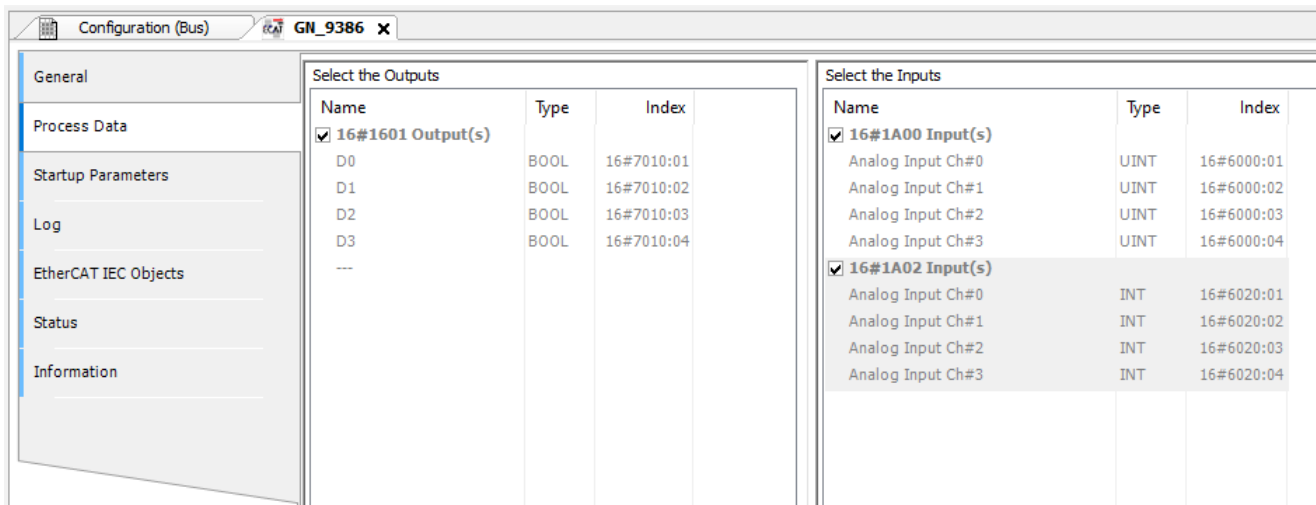 Configuration (Bus) GN_9386
General
Process Data
Startup Parameters
Log
EtherCAT IEC Objects
Status
Information
Select the Outputs
Name Type Index
16#1601 Output(s)
D0 BOOL 16#7010:01
D1 BOOL 16#7010:02
D2 BOOL 16#7010:03
D3 BOOL 16#7010:04
---
Select the Inputs
Name Type Index
16#1A00 Input(s)
Analog Input Ch#0 UINT 16#6000:01
Analog Input Ch#1 UINT 16#6000:02
Analog Input Ch#2 UINT 16#6000:03
Analog Input Ch#3 UINT 16#6000:04
16#1A02 Input(s)
Analog Input Ch#0 INT 16#6020:01
Analog Input Ch#1 INT 16#6020:02
Analog Input Ch#2 INT 16#6020:03
Analog Input Ch#3 INT 16#6020:04